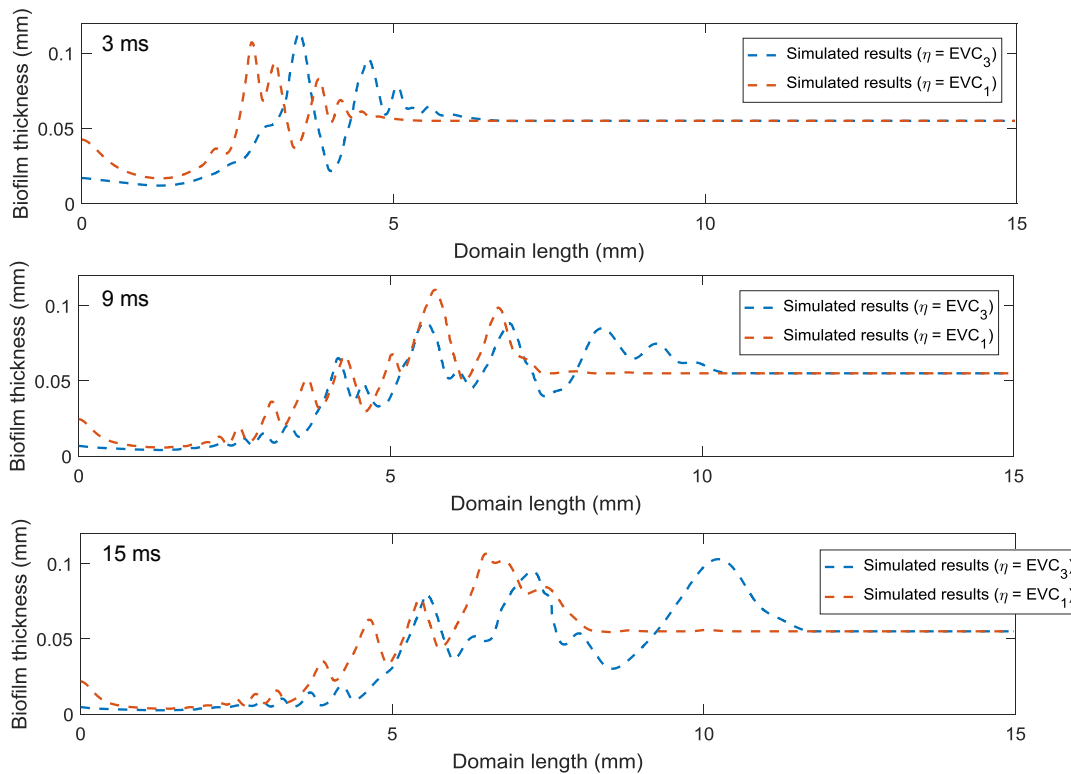 3 ms
Biofilm thickness (mm)
0.1
0.05
0
Simulated results (η = EVC3)
Simulated results (η = EVC1)
0 5 10 15
Domain length (mm)
9 ms
Biofilm thickness (mm)
0.1
0.05
0
Simulated results (η = EVC3)
Simulated results (η = EVC1)
0 5 10 15
Domain length (mm)
15 ms
Biofilm thickness (mm)
0.1
0.05
0
Simulated results (η = EVC3)
Simulated results (η = EVC1)
0 5 10 15
Domain length (mm)